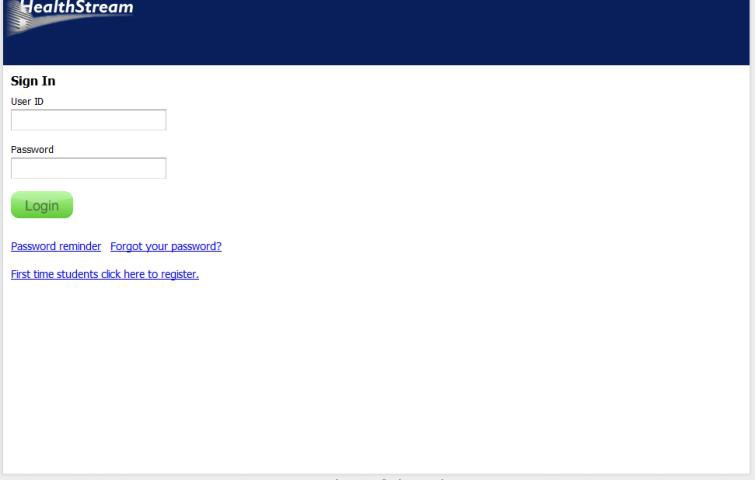 HealthStream
Sign In
User ID
Password
Login
Password reminder Forgot your password?
First time students click here to register.